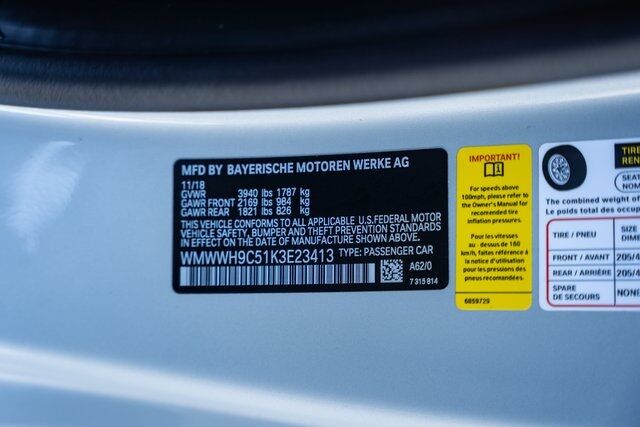 MFD BY BAYERISCHE MOTOREN WERKE AG
11/18
GVWR 3940 lbs 1787 kg
GAWR FRONT 2169 lbs 984 kg
GAWR REAR 1821 lbs 826 kg
THIS VEHICLE CONFORMS TO ALL APPLICABLE U.S.FEDERAL MOTOR
VEHICLE SAFETY, BUMPER, AND THEFT PREVENTION STANDARDS
IN EFFECT ON THE DATE OF MANUFACTURE SHOWN ABOVE.
WMWWH9C51K3E23413 TYPE: PASSENGER CAR
A62/0
7 315 814
IMPORTANT!
For speeds above
100mph, please refer to
the Owner's Manual for
recommended tire
inflation pressures.
Pour les vitesses
au - dessus de 160
km/h, faites référence à
la notice d'utilisation
pour les pressions des
pneus recommandées.
6859729
TIRE
REN
SEAT
NOM
The combined weight of
Le poids total des occup
TIRE / PNEU SIZE
DIME
FRONT / AVANT 205/4
REAR / ARRIÈRE 205/4
SPARE
DE SECOURS NONE